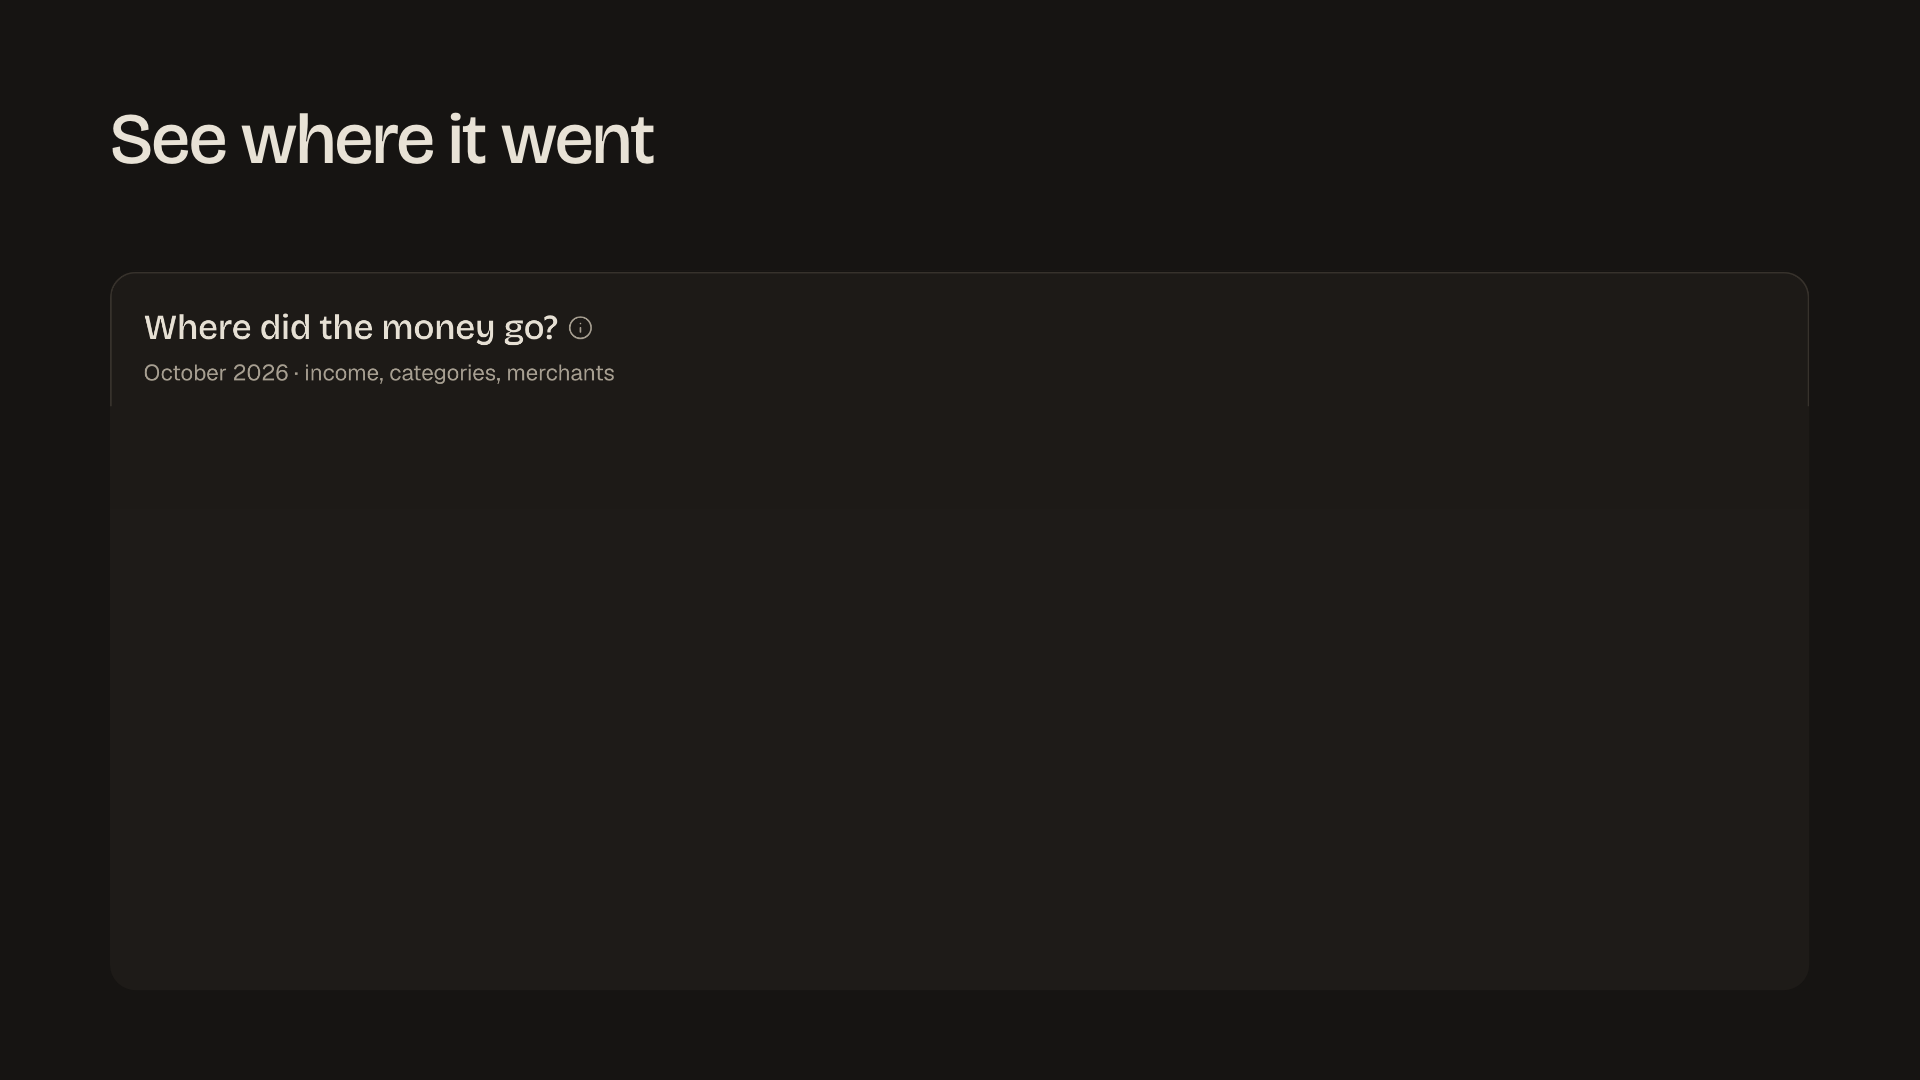 See where it went
Where did the money go?
October 2026 · income, categories, merchants